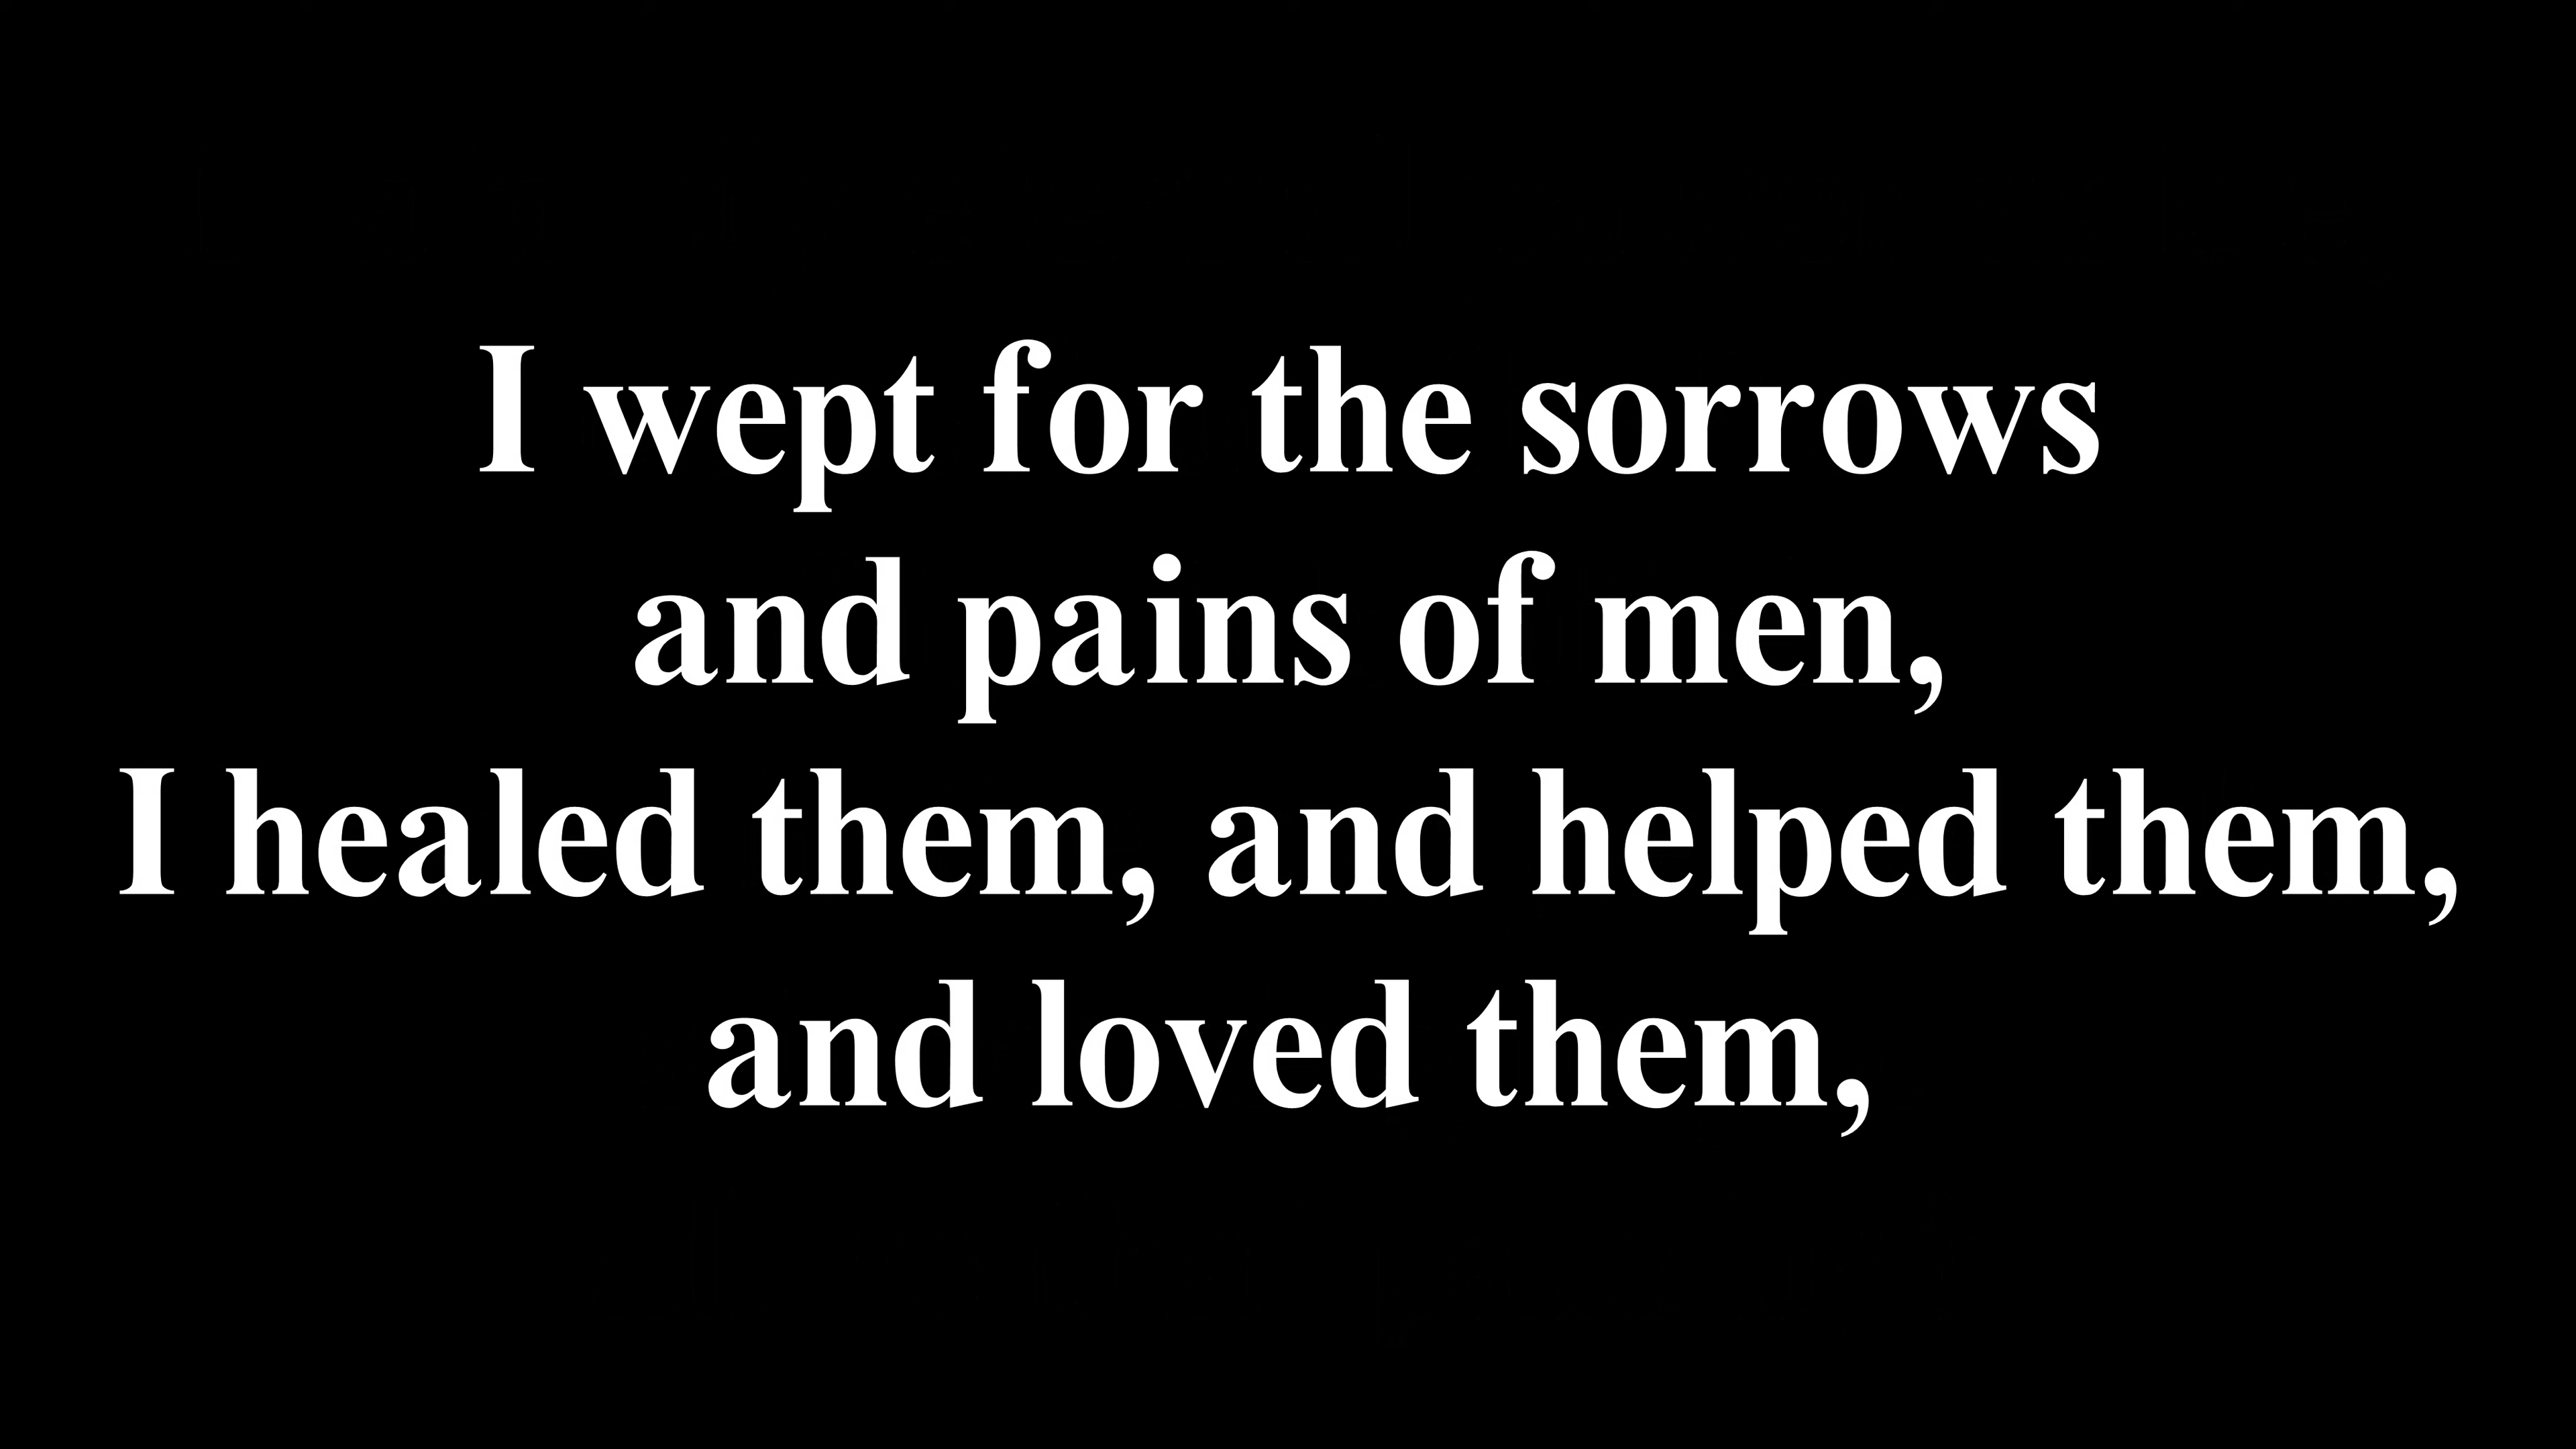 I wept for the sorrows
and pains of men,
I healed them, and helped them,
and loved them,